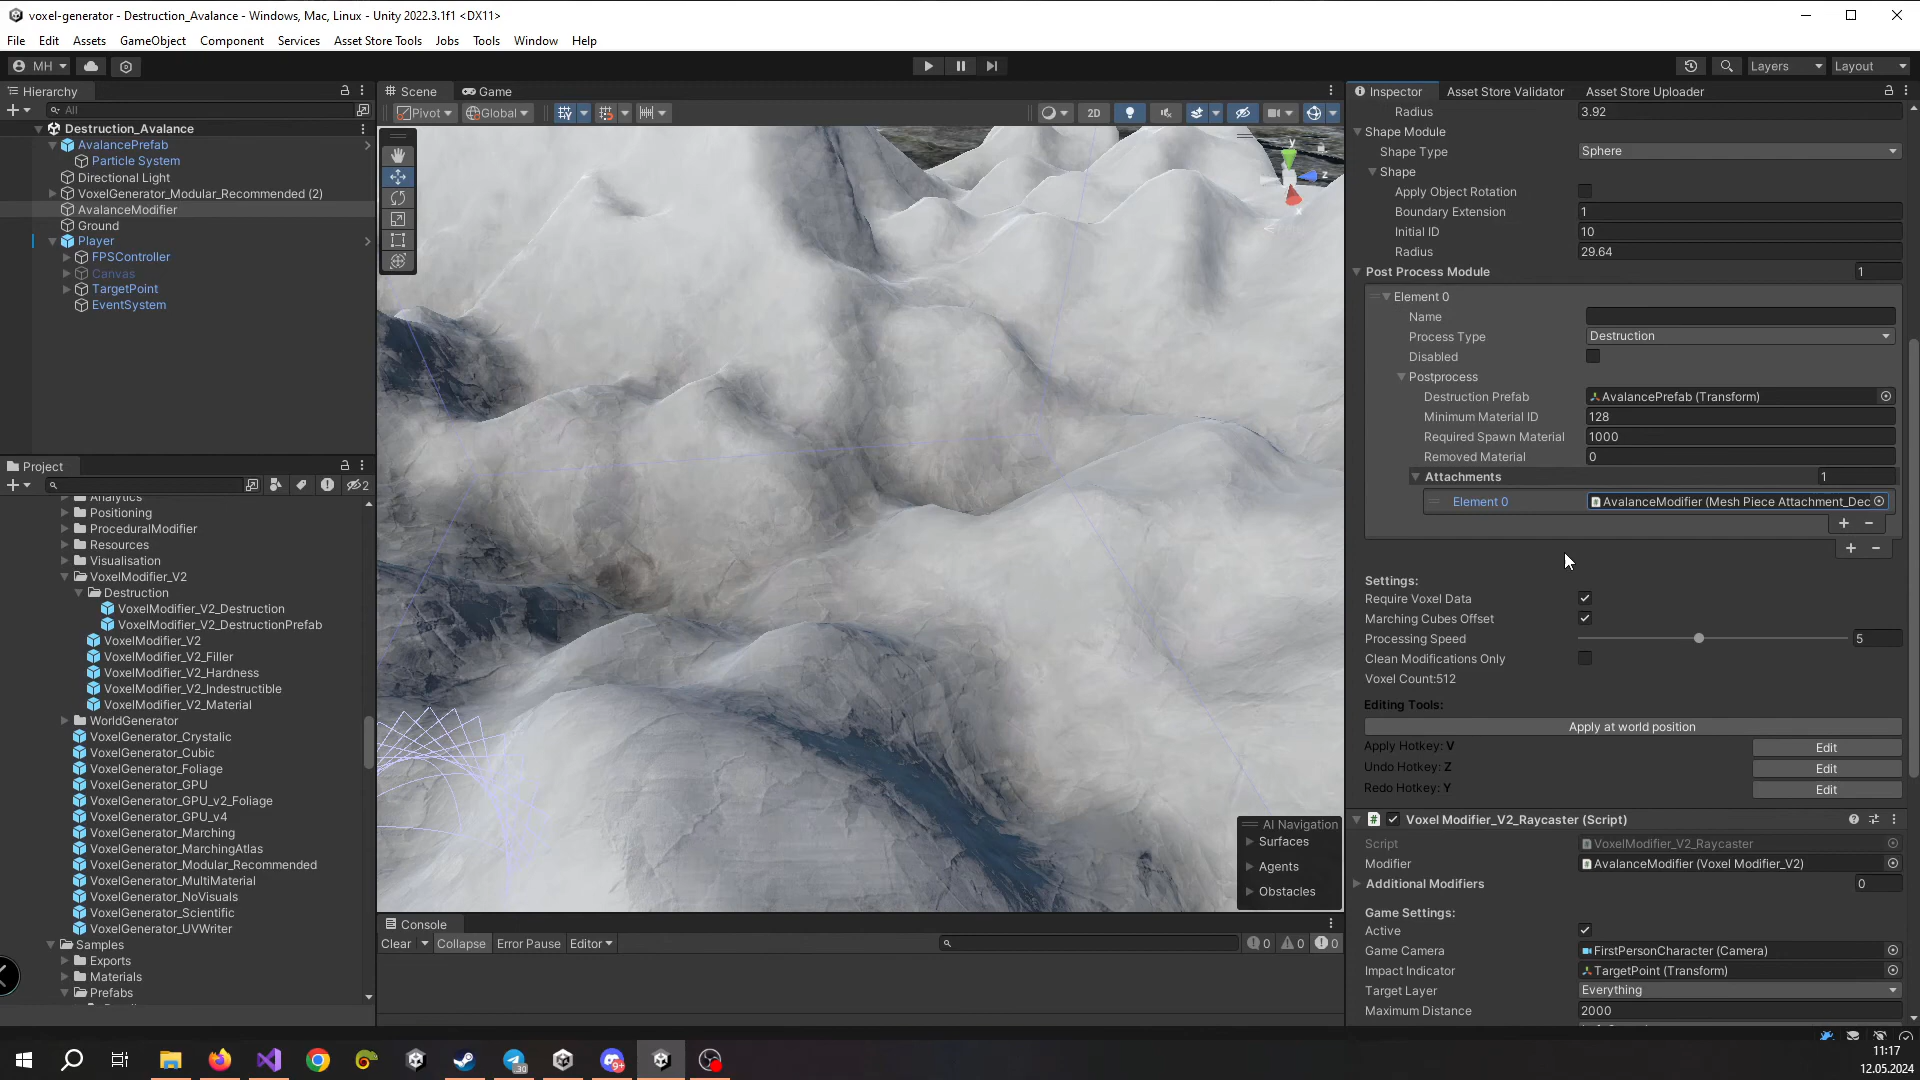 voxel-generator - Destruction_Avalance - Windows, Mac, Linux - Unity 2022.3.1f1 <DX11>
File Edit Assets GameObject Component Services Asset Store Tools Jobs Tools Window Help
MH
Layers
Layout
Hierarchy
All
Destruction_Avalance
AvalancePrefab
Particle System
Directional Light
VoxelGenerator_Modular_Recommended (2)
AvalanceModifier
Ground
Player
FPSController
Canvas
TargetPoint
EventSystem
Project
2
Analytics
Positioning
ProceduralModifier
Resources
Visualisation
VoxelModifier_V2
Destruction
VoxelModifier_V2_Destruction
VoxelModifier_V2_DestructionPrefab
VoxelModifier_V2
VoxelModifier_V2_Filler
VoxelModifier_V2_Hardness
VoxelModifier_V2_Indestructible
VoxelModifier_V2_Material
WorldGenerator
VoxelGenerator_Crystalic
VoxelGenerator_Cubic
VoxelGenerator_Foliage
VoxelGenerator_GPU
VoxelGenerator_GPU_v2_Foliage
VoxelGenerator_GPU_v4
VoxelGenerator_Marching
VoxelGenerator_MarchingAtlas
VoxelGenerator_Modular_Recommended
VoxelGenerator_MultiMaterial
VoxelGenerator_NoVisuals
VoxelGenerator_Scientific
VoxelGenerator_UVWriter
Samples
Exports
Materials
Prefabs
Scene Game
Pivot Global 2D
y
z
x
AI Navigation
Surfaces
Agents
Obstacles
Console
Clear Collapse Error Pause Editor
0 0 0
Inspector Asset Store Validator Asset Store Uploader
Radius 3.92
Shape Module
Shape Type Sphere
Shape
Apply Object Rotation
Boundary Extension 1
Initial ID 10
Radius 29.64
Post Process Module 1
Element 0
Name
Process Type Destruction
Disabled
Postprocess
Destruction Prefab AvalancePrefab (Transform)
Minimum Material ID 128
Required Spawn Material 1000
Removed Material 0
Attachments 1
Element 0 AvalanceModifier (Mesh Piece Attachment_Dec
Settings:
Require Voxel Data
Marching Cubes Offset
Processing Speed 5
Clean Modifications Only
Voxel Count:512
Editing Tools:
Apply at world position
Apply Hotkey: V Edit
Undo Hotkey: Z Edit
Redo Hotkey: Y Edit
Voxel Modifier_V2_Raycaster (Script)
Script VoxelModifier_V2_Raycaster
Modifier AvalanceModifier (Voxel Modifier_V2)
Additional Modifiers 0
Game Settings:
Active
Game Camera FirstPersonCharacter (Camera)
Impact Indicator TargetPoint (Transform)
Target Layer Everything
Maximum Distance 2000
30
9+
11:17
12.05.2024